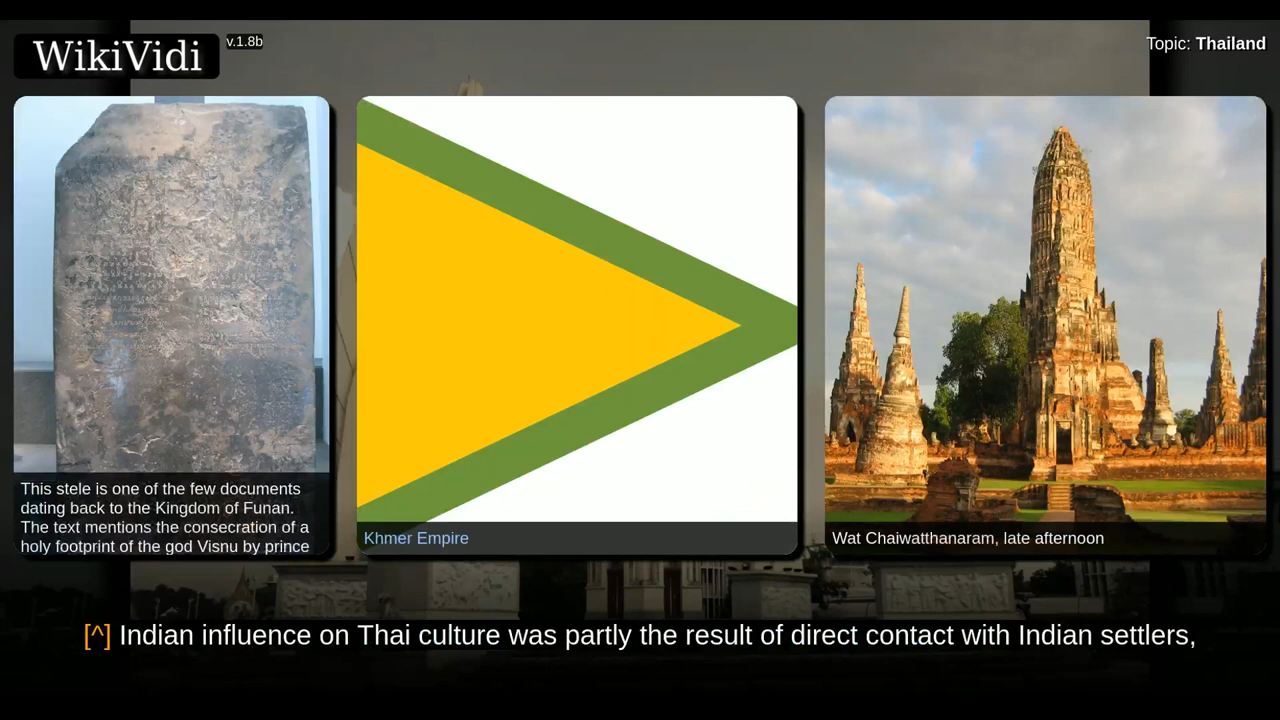 WikiVidi
v.1.8b
Topic: Thailand
This stele is one of the few documents
dating back to the Kingdom of Funan.
The text mentions the consecration of a
holy footprint of the god Visnu by prince
Khmer Empire
Wat Chaiwatthanaram, late afternoon
[^] Indian influence on Thai culture was partly the result of direct contact with Indian settlers,